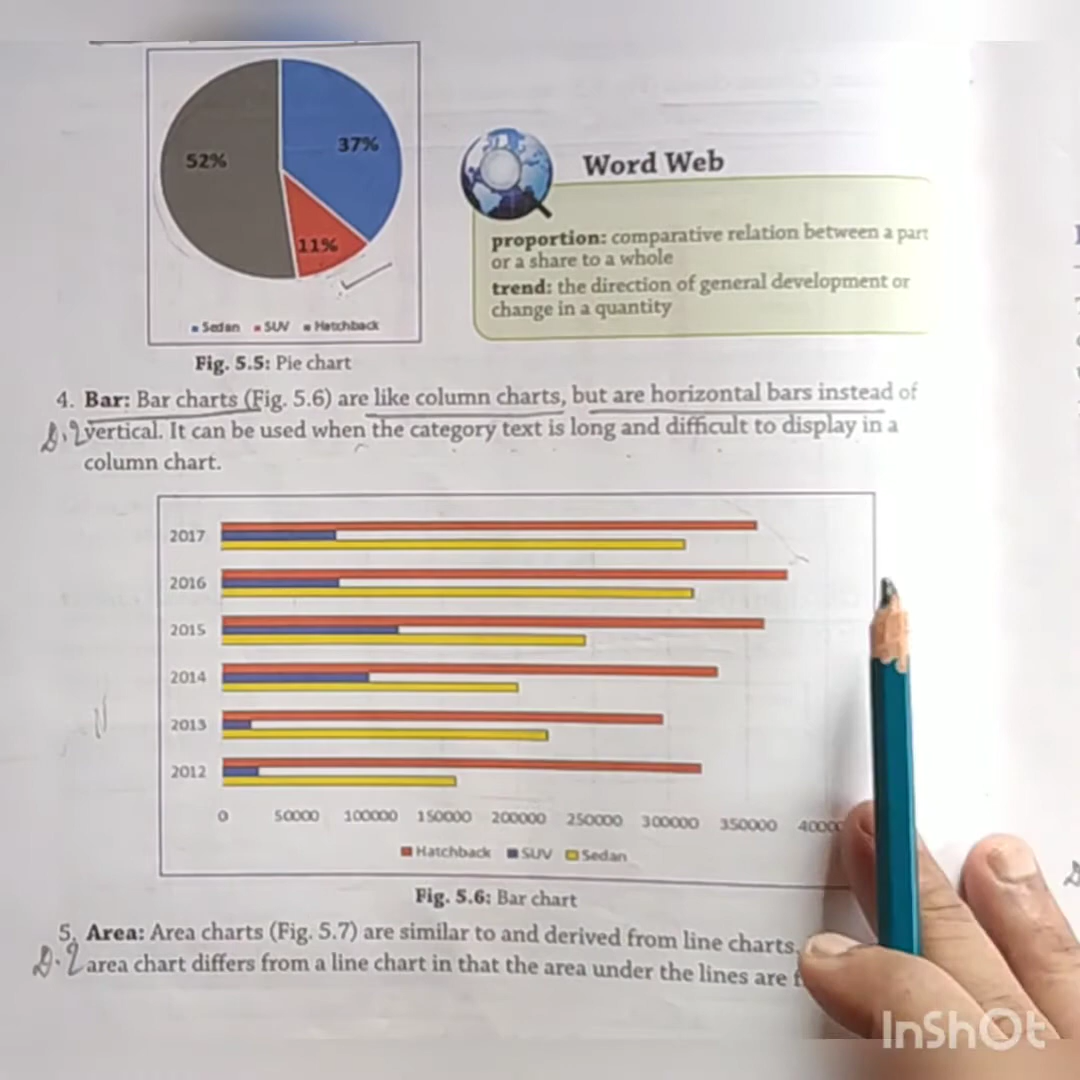 52%
37%
11%
Sedan SUV Hatchback
Fig. 5.5: Pie chart
Word Web
proportion: comparative relation between a part
or a share to a whole
trend: the direction of general development or
change in a quantity
4. Bar: Bar charts (Fig. 5.6) are like column charts, but are horizontal bars instead of
vertical. It can be used when the category text is long and difficult to display in a
column chart.
2017
2016
2015
2014
2013
2012
0 50000 100000 150000 200000 250000 300000 350000 40000
Hatchback SUV Sedan
Fig. 5.6: Bar chart
5. Area: Area charts (Fig. 5.7) are similar to and derived from line charts.
area chart differs from a line chart in that the area under the lines are
InShOt